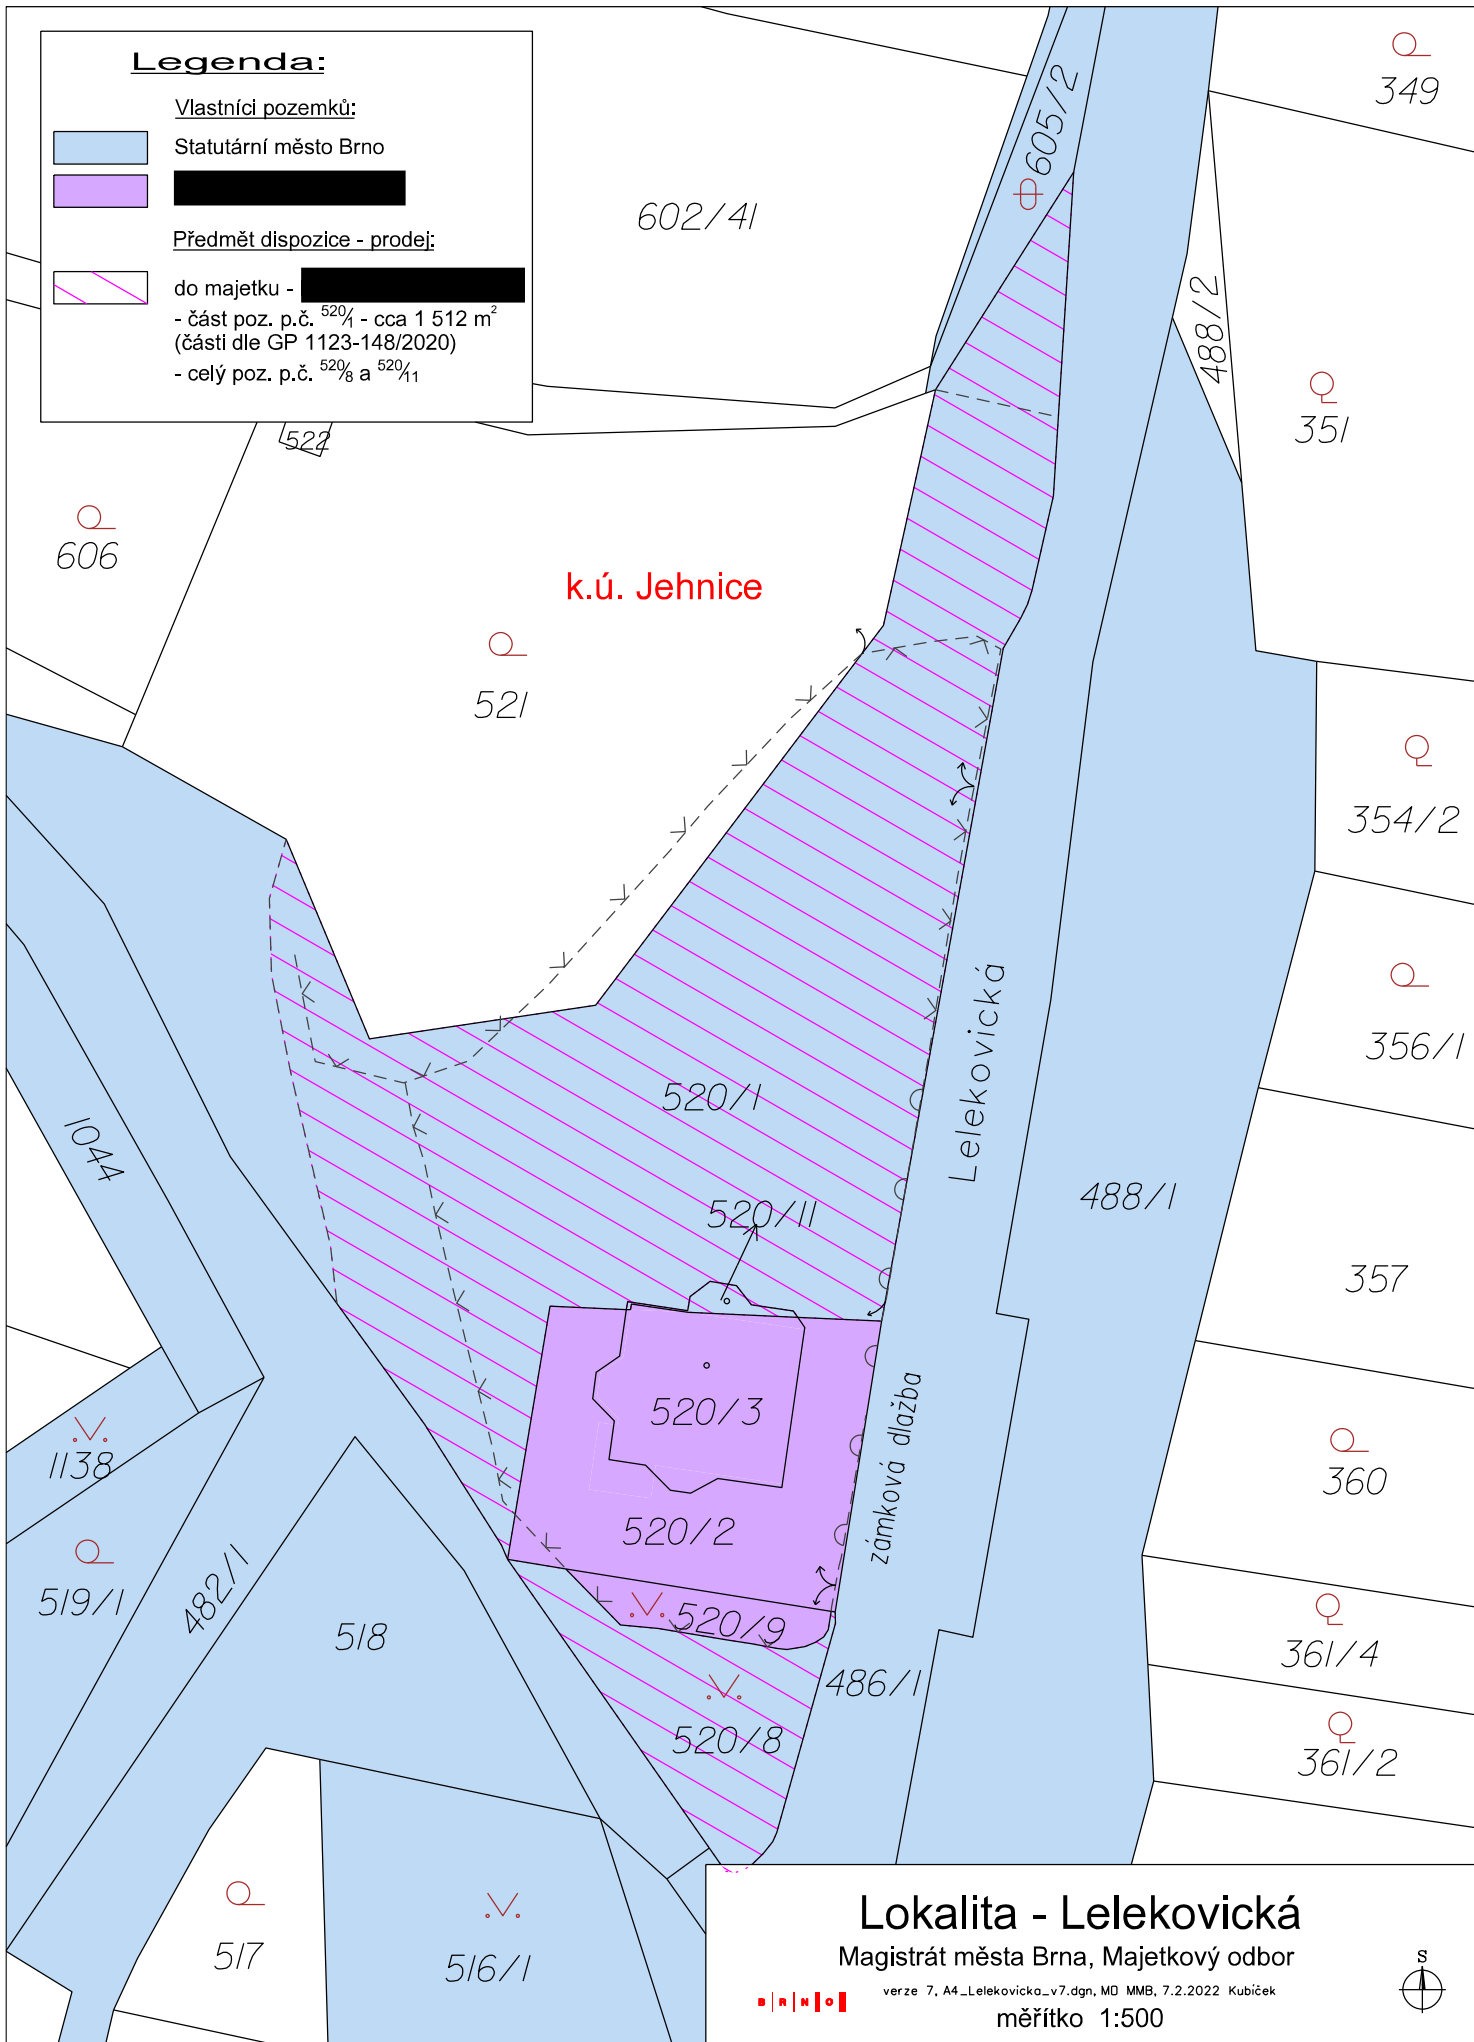 Legenda:
Vlastníci pozemků:
Statutární město Brno
Předmět dispozice - prodej:
do majetku -
- část poz. p.č. 520/1 - cca 1 512 m²
(části dle GP 1123-148/2020)
- celý poz. p.č. 520/8 a 520/11
349
605/2
602/41
488/2
351
522
606
k.ú. Jehnice
521
354/2
356/1
Lelekovická
520/1
1044
488/1
520/11
357
520/3
zámková dlažba
1138
360
520/2
482/1
519/1
520/9
518
361/4
486/1
520/8
361/2
517
516/1
Lokalita - Lelekovická
Magistrát města Brna, Majetkový odbor
verze 7, A4_Lelekovicka_v7.dgn, MO MMB, 7.2.2022 Kubíček
B R N O
měřítko 1:500
S